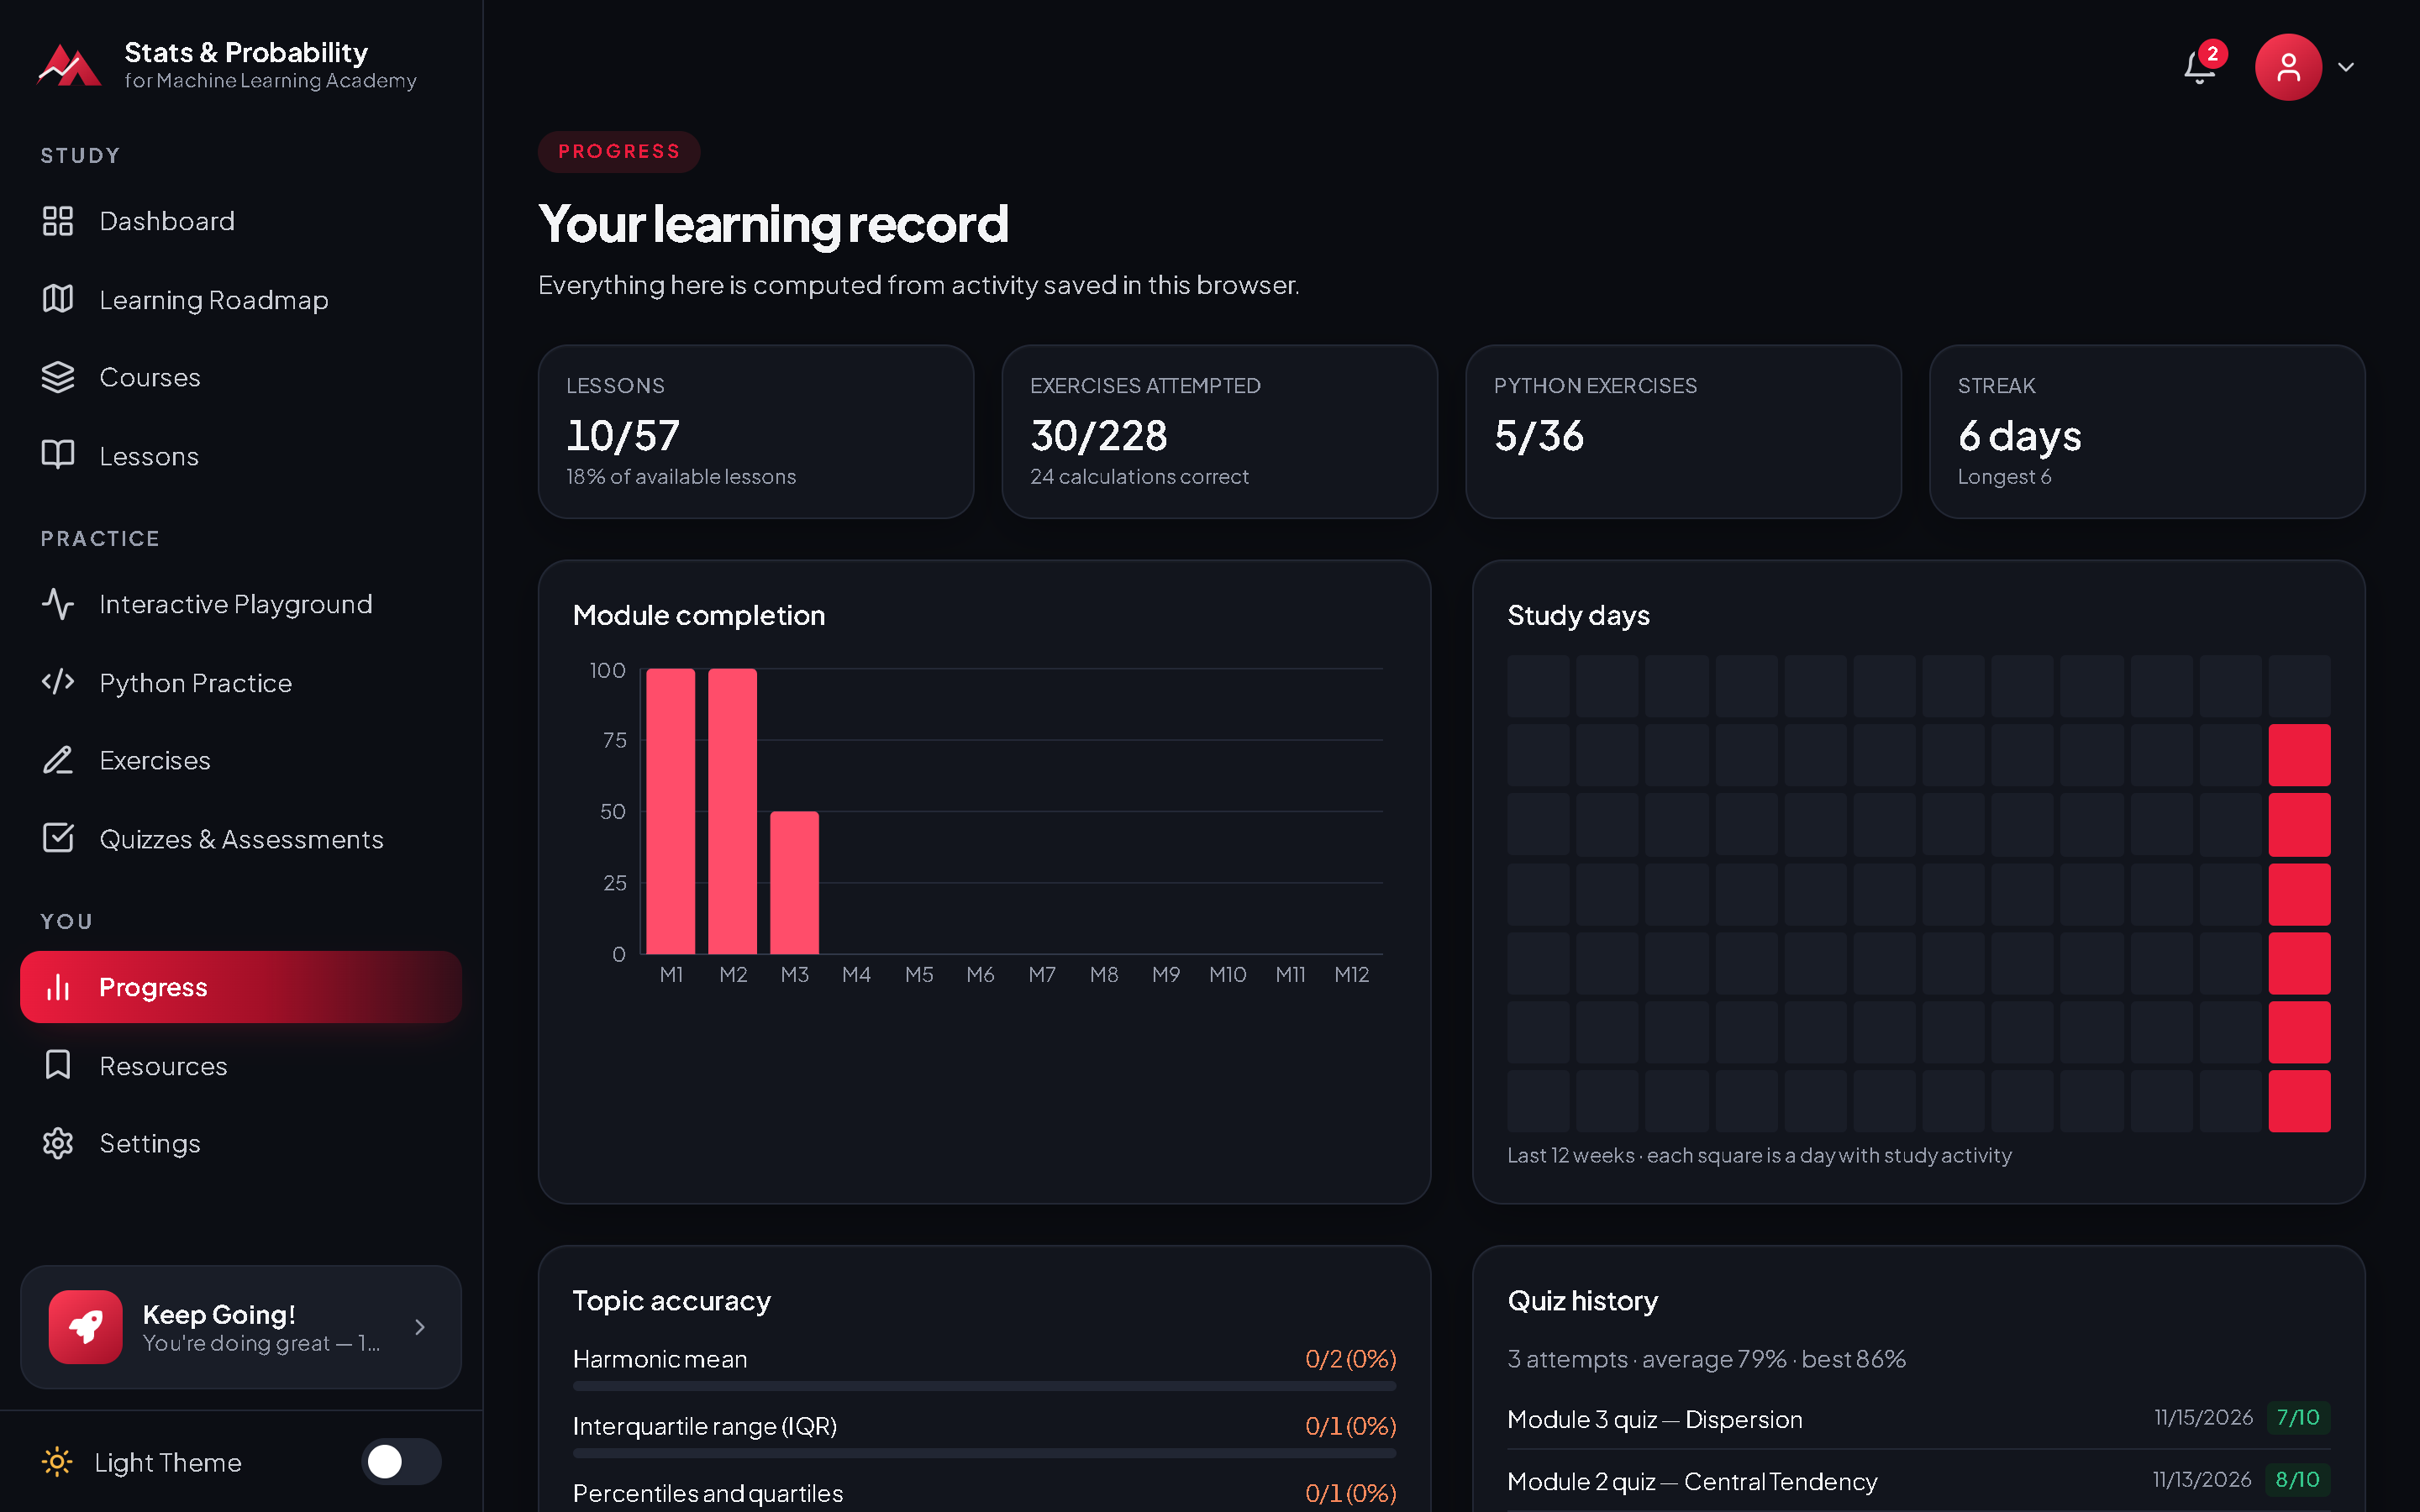 Stats & Probability
for Machine Learning Academy
STUDY
Dashboard
Learning Roadmap
Courses
Lessons
PRACTICE
Interactive Playground
Python Practice
Exercises
Quizzes & Assessments
YOU
Progress
Resources
Settings
Keep Going!
You're doing great — 1...
Light Theme
2
PROGRESS
Your learning record
Everything here is computed from activity saved in this browser.
LESSONS
10/57
18% of available lessons
EXERCISES ATTEMPTED
30/228
24 calculations correct
PYTHON EXERCISES
5/36
STREAK
6 days
Longest 6
Module completion
100
75
50
25
0
M1 M2 M3 M4 M5 M6 M7 M8 M9 M10 M11 M12
Study days
Last 12 weeks · each square is a day with study activity
Topic accuracy
Harmonic mean 0/2 (0%)
Interquartile range (IQR) 0/1 (0%)
Percentiles and quartiles 0/1 (0%)
Quiz history
3 attempts · average 79% · best 86%
Module 3 quiz — Dispersion 11/15/2026 7/10
Module 2 quiz — Central Tendency 11/13/2026 8/10